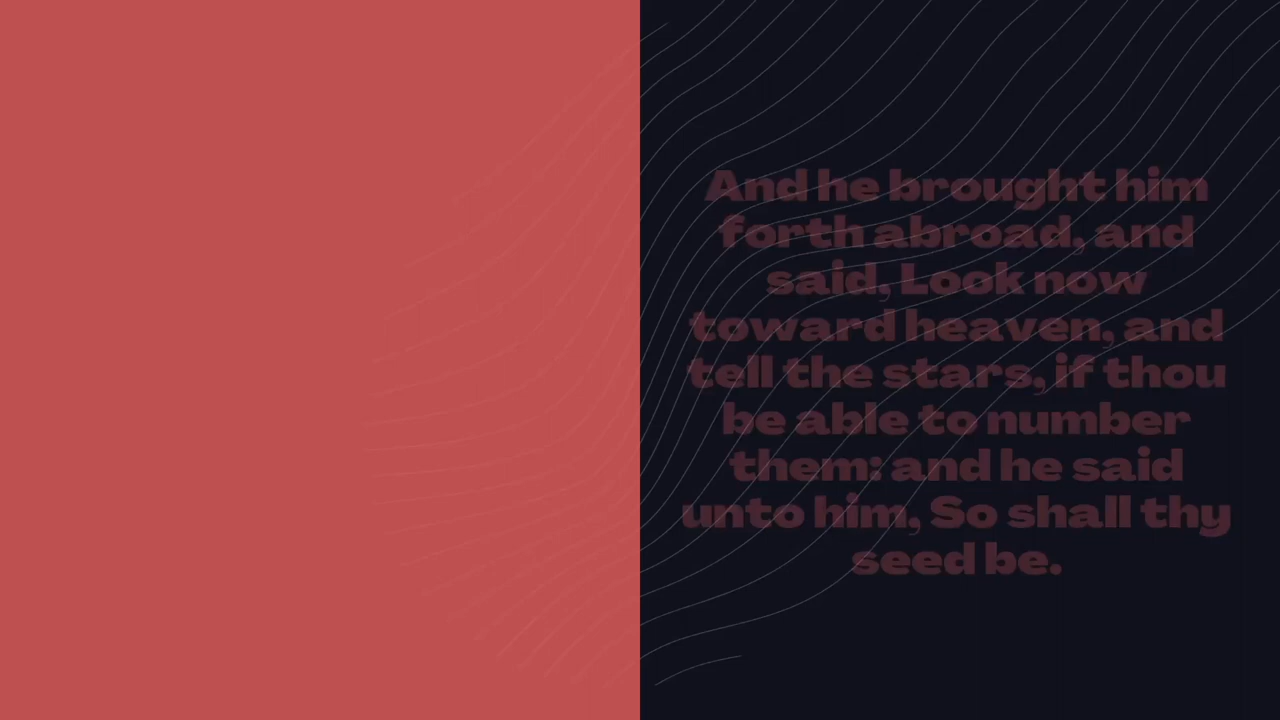 And he brought him
forth abroad, and
said, Look now
toward heaven, and
tell the stars, if thou
be able to number
them: and he said
unto him, So shall thy
seed be.